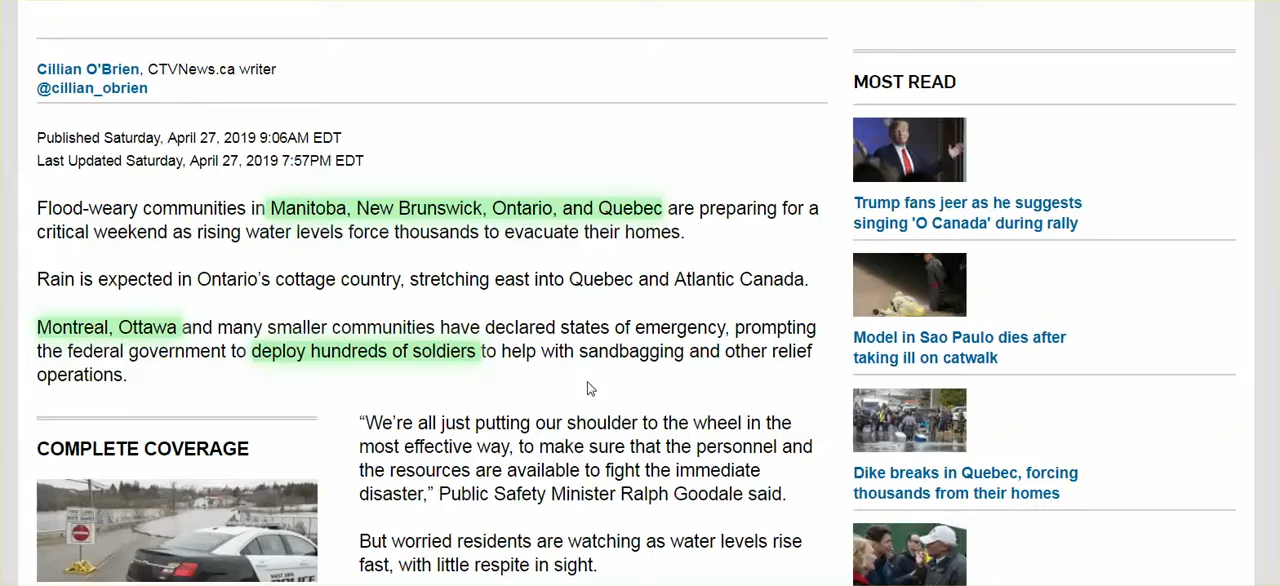 Cillian O'Brien, CTVNews.ca writer
@cillian_obrien
Published Saturday, April 27, 2019 9:06AM EDT
Last Updated Saturday, April 27, 2019 7:57PM EDT
Flood-weary communities in Manitoba, New Brunswick, Ontario, and Quebec are preparing for a
critical weekend as rising water levels force thousands to evacuate their homes.
Rain is expected in Ontario’s cottage country, stretching east into Quebec and Atlantic Canada.
Montreal, Ottawa and many smaller communities have declared states of emergency, prompting
the federal government to deploy hundreds of soldiers to help with sandbagging and other relief
operations.
COMPLETE COVERAGE
POLICE
“We’re all just putting our shoulder to the wheel in the
most effective way, to make sure that the personnel and
the resources are available to fight the immediate
disaster,” Public Safety Minister Ralph Goodale said.
But worried residents are watching as water levels rise
fast, with little respite in sight.
MOST READ
Trump fans jeer as he suggests
singing 'O Canada' during rally
Model in Sao Paulo dies after
taking ill on catwalk
Dike breaks in Quebec, forcing
thousands from their homes